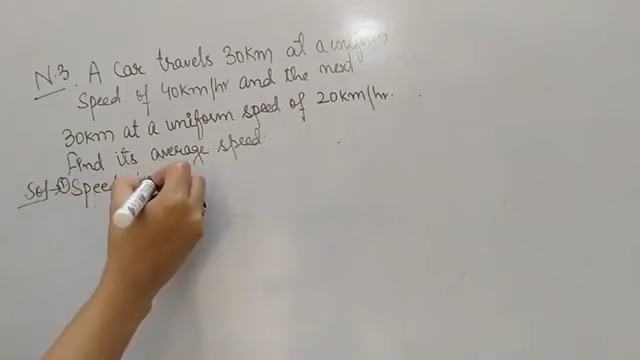 N.3. A car travels 30km at a uniform
speed of 40km/hr and the next
30km at a uniform speed of 20km/hr.
Find its average speed.
Sol→① Speed